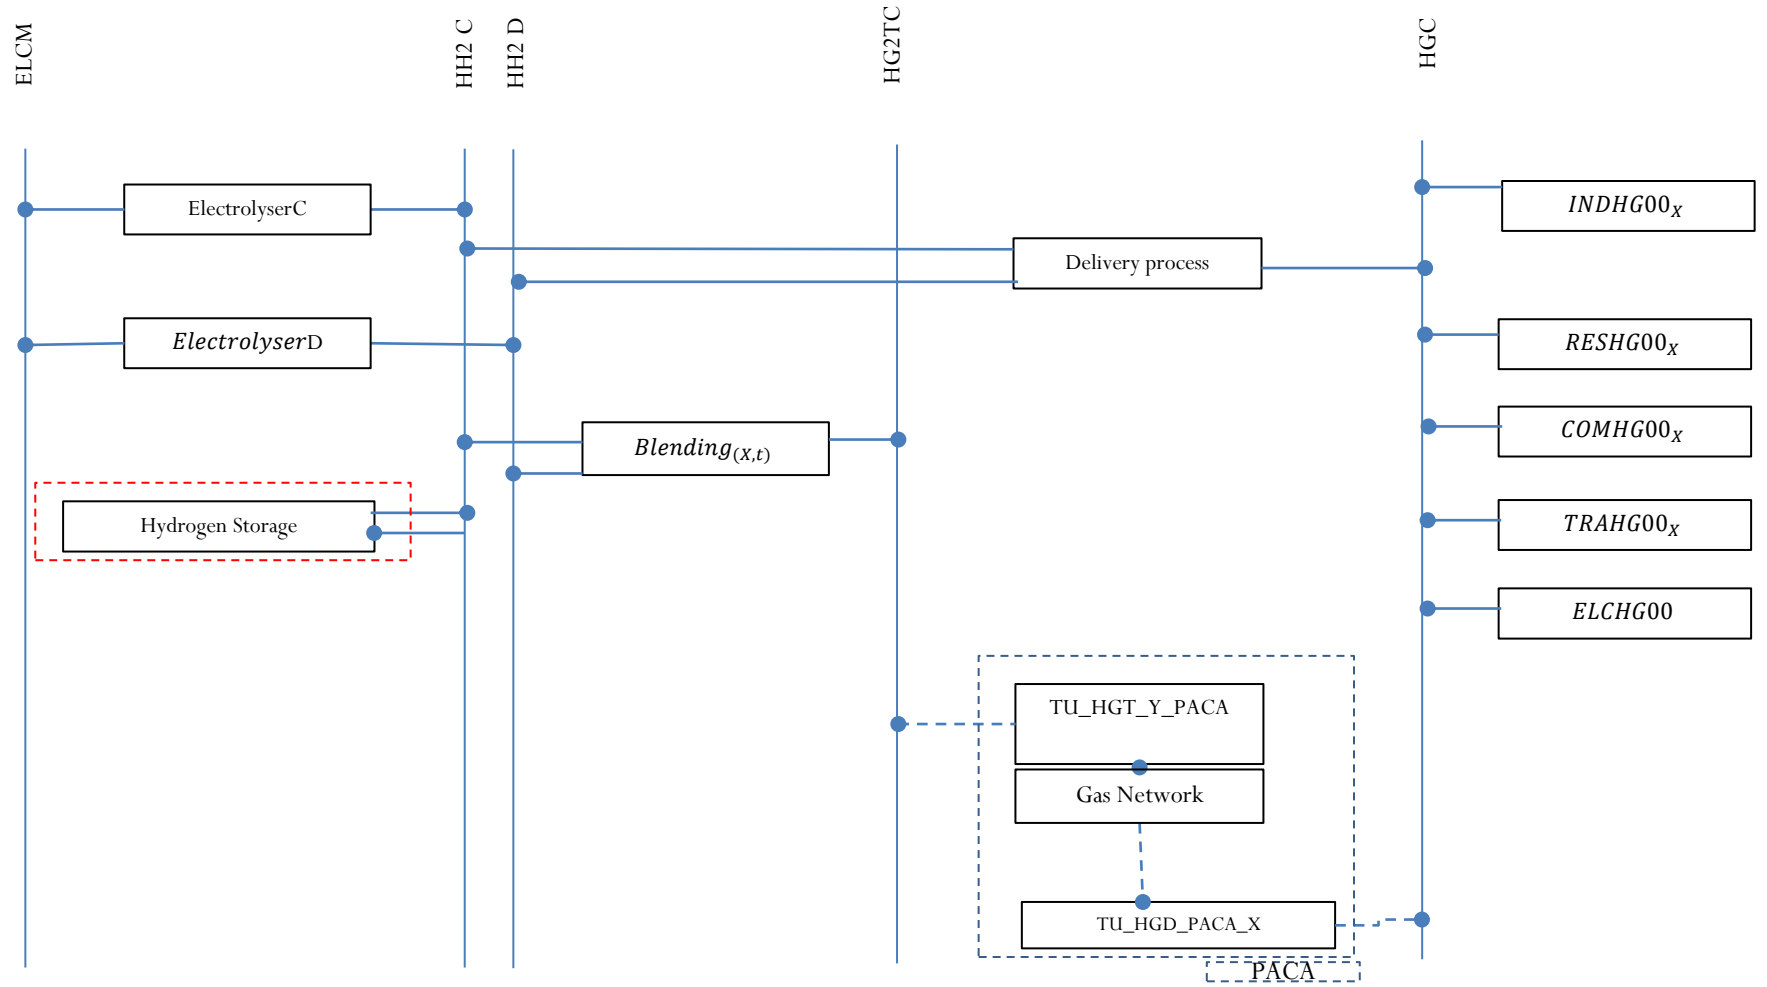 ELCM
HH2 C
HH2 D
HG2TC
HGC
ElectrolyserC
INDHG00X
Delivery process
ElectrolyserD
RESHG00X
Blending(X,t)
COMHG00X
Hydrogen Storage
TRAHG00X
ELCHG00
TU_HGT_Y_PACA
Gas Network
TU_HGD_PACA_X
PACA